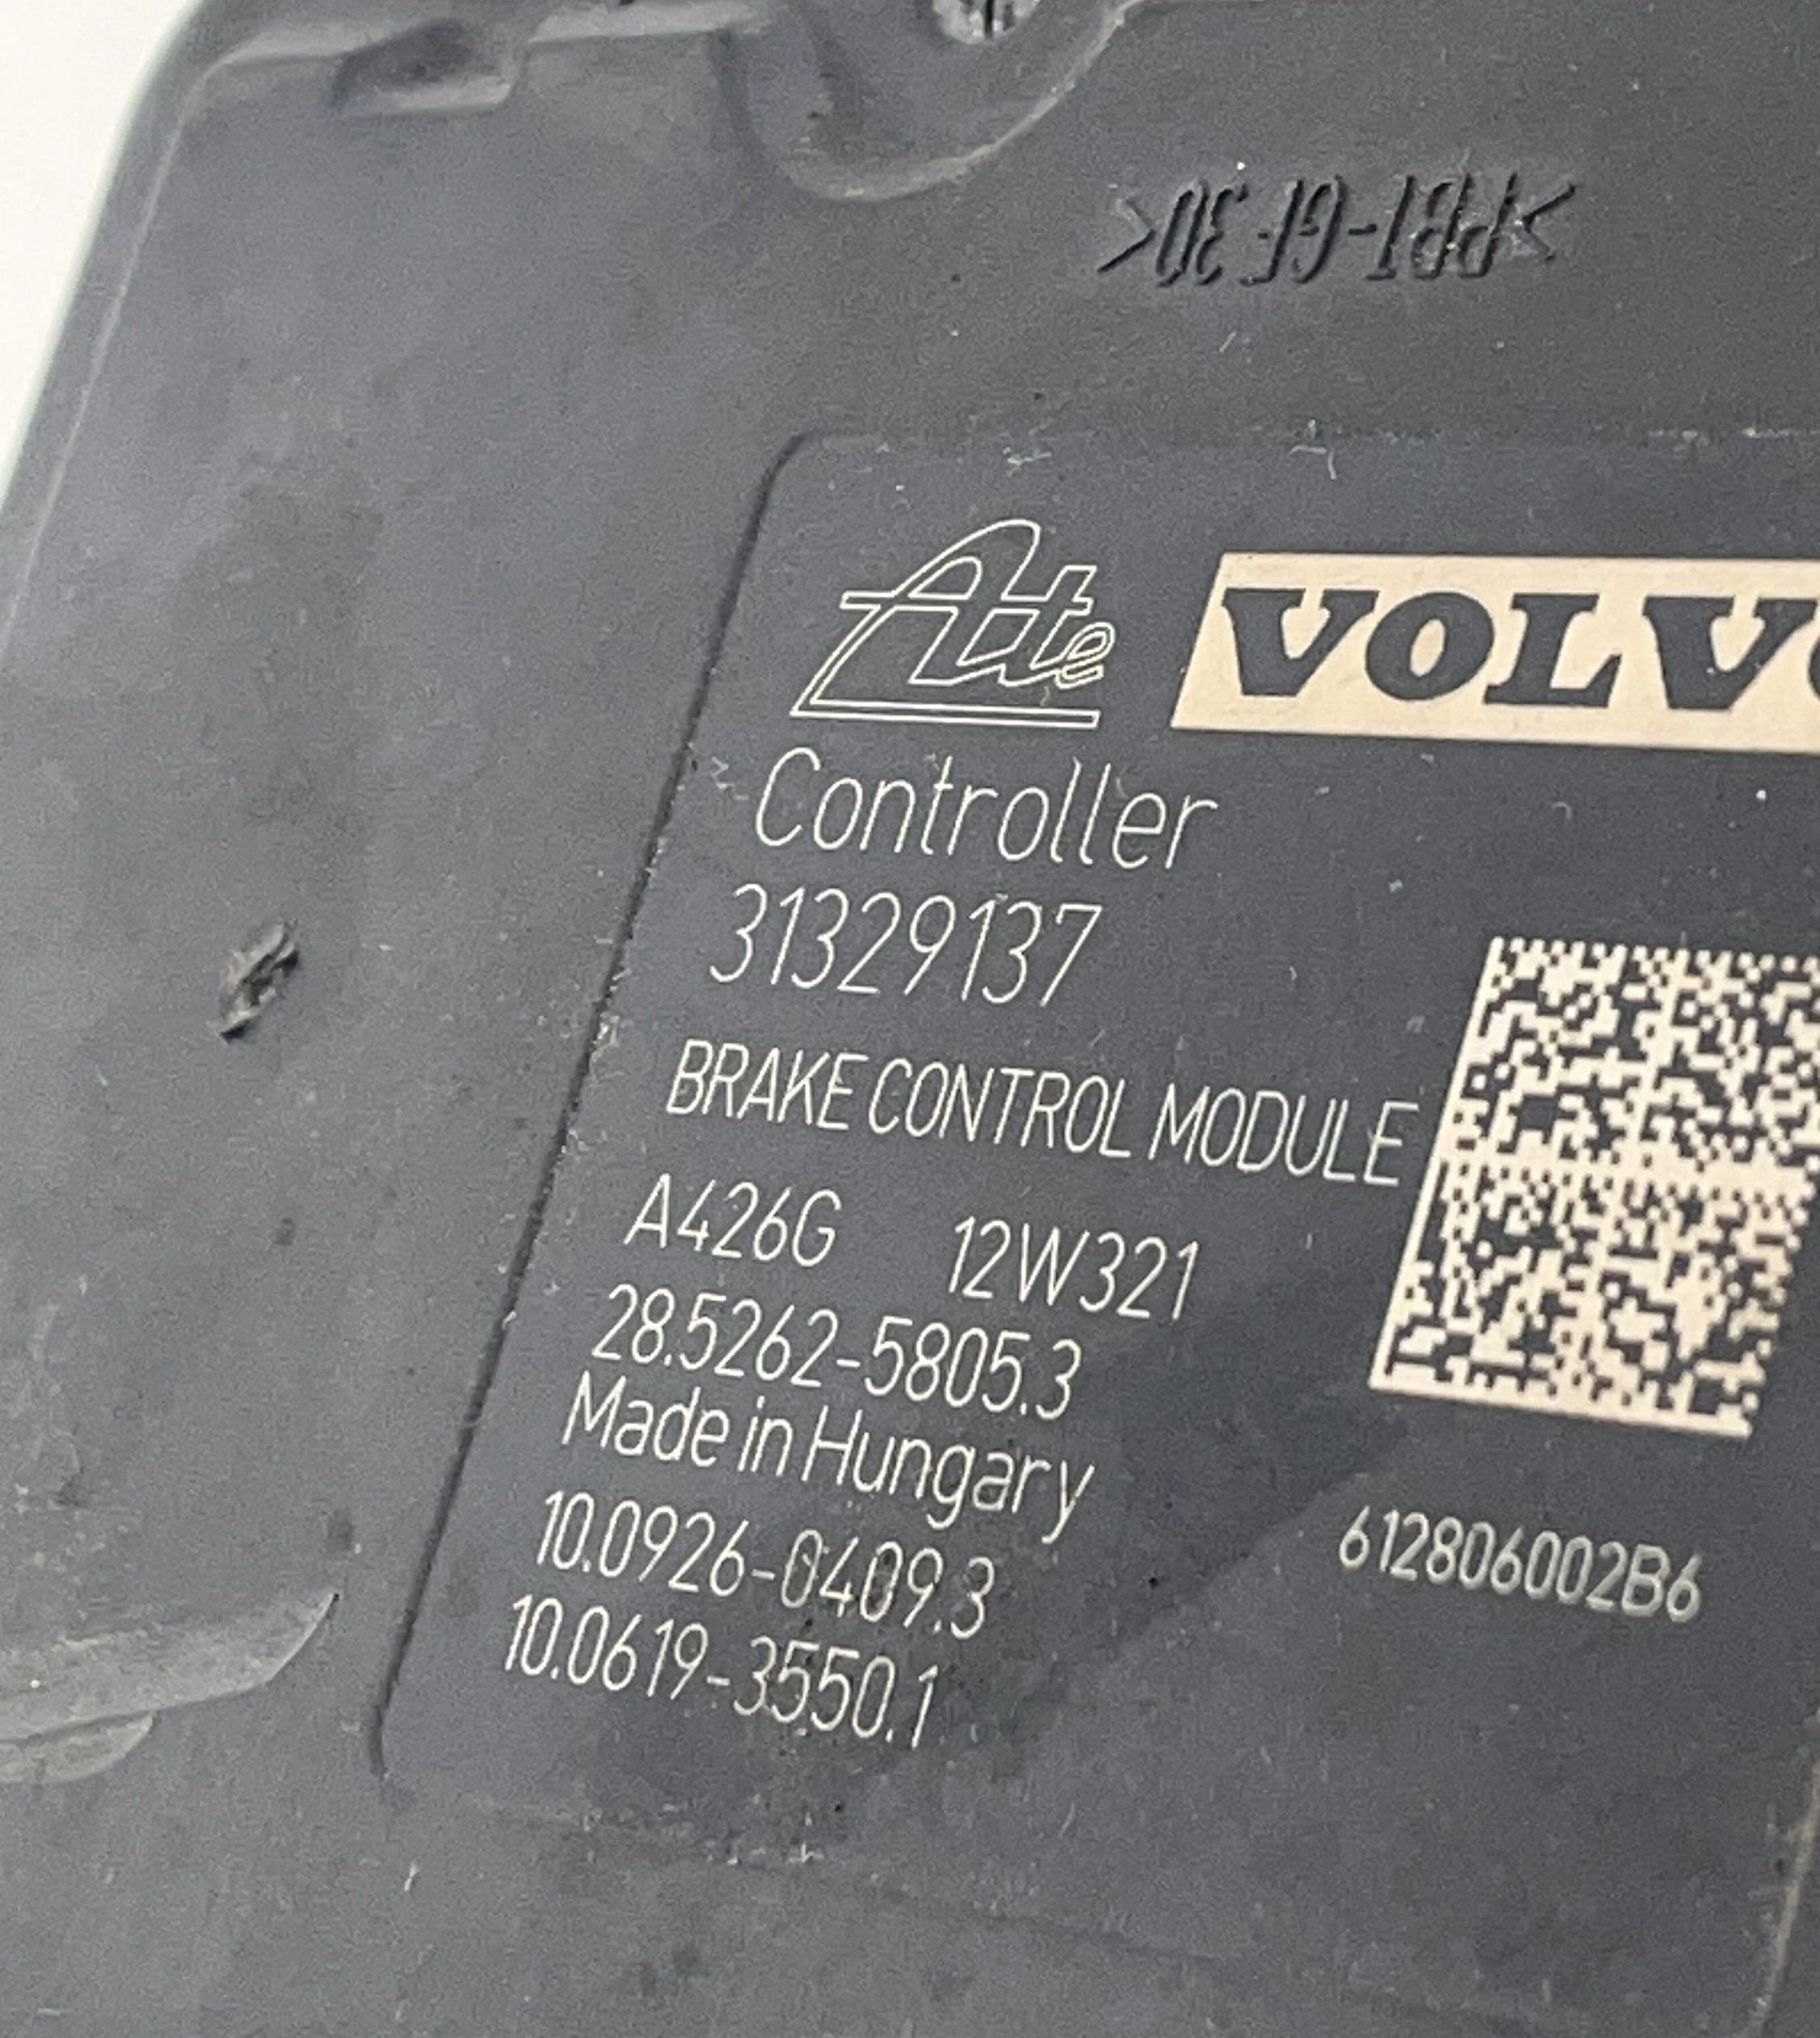 >PBT-GF 30<
Ate VOLVO
Controller
31329137
BRAKE CONTROL MODULE
A426G 12W321
28.5262-5805.3
Made in Hungary
10.0926-0409.3
612806002B6
10.0619-3550.1